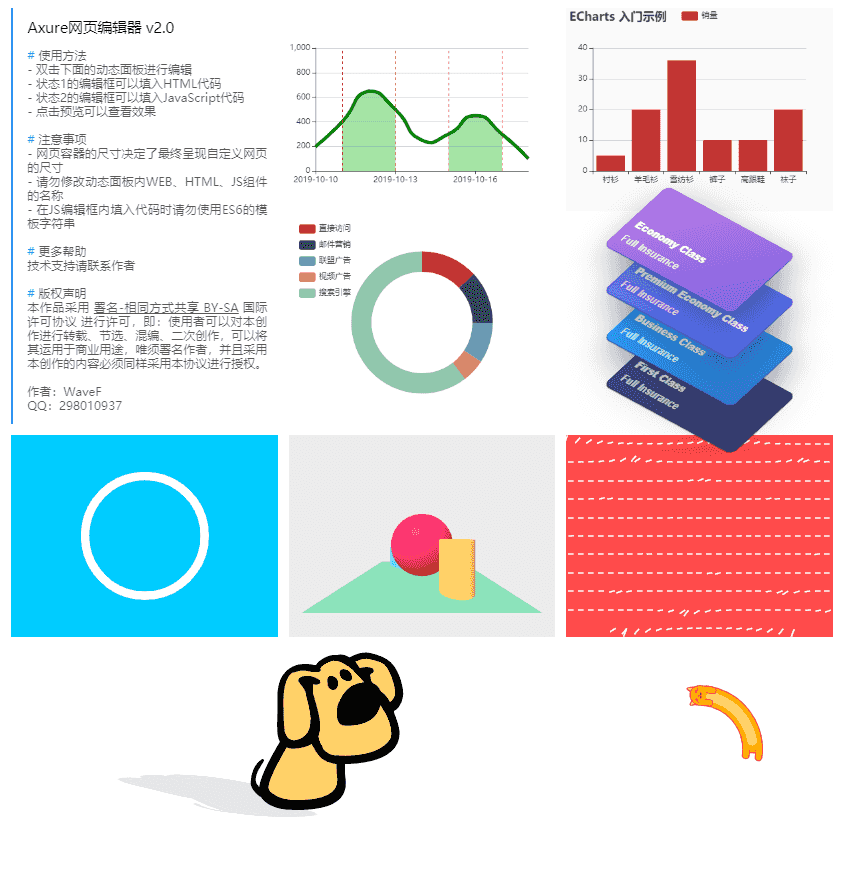 Axure网页编辑器 v2.0
# 使用方法
- 双击下面的动态面板进行编辑
- 状态1的编辑框可以填入HTML代码
- 状态2的编辑框可以填入JavaScript代码
- 点击预览可以查看效果
# 注意事项
- 网页容器的尺寸决定了最终呈现自定义网页
的尺寸
- 请勿修改动态面板内WEB、HTML、JS组件
的名称
- 在JS编辑框内填入代码时请勿使用ES6的模
板字符串
# 更多帮助
技术支持请联系作者
# 版权声明
本作品采用 署名-相同方式共享 BY-SA 国际
许可协议 进行许可，即：使用者可以对本创
作进行转载、节选、混编、二次创作，可以将
其运用于商业用途，唯须署名作者，并且采用
本创作的内容必须同样采用本协议进行授权。
作者：WaveF
QQ：298010937
1,000
800
600
400
200
0
2019-10-10
2019-10-13
2019-10-16
直接访问
邮件营销
联盟广告
视频广告
搜索引擎
ECharts 入门示例
销量
40
30
20
10
0
衬衫
羊毛衫
雪纺衫
裤子
高跟鞋
袜子
Economy Class
Full Insurance
Premium Economy Class
Full Insurance
Business Class
Full Insurance
First Class
Full Insurance